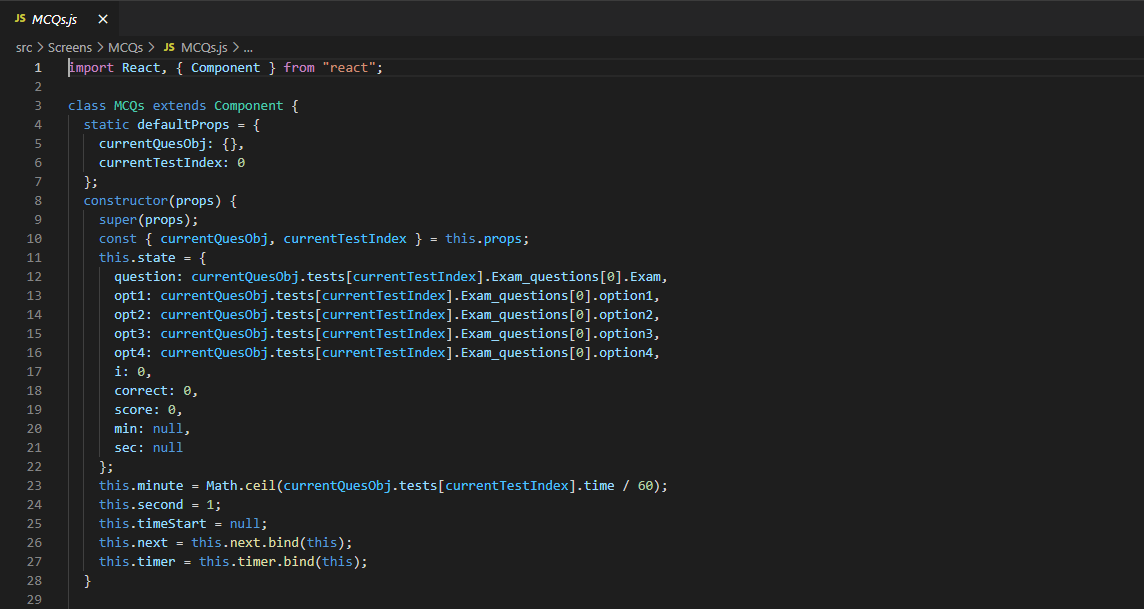 JS MCQs.js ×
src > Screens > MCQs > JS MCQs.js > ...
1 import React, { Component } from "react";
2
3 class MCQs extends Component {
4   static defaultProps = {
5     currentQuesObj: {},
6     currentTestIndex: 0
7   };
8   constructor(props) {
9     super(props);
10     const { currentQuesObj, currentTestIndex } = this.props;
11     this.state = {
12       question: currentQuesObj.tests[currentTestIndex].Exam_questions[0].Exam,
13       opt1: currentQuesObj.tests[currentTestIndex].Exam_questions[0].option1,
14       opt2: currentQuesObj.tests[currentTestIndex].Exam_questions[0].option2,
15       opt3: currentQuesObj.tests[currentTestIndex].Exam_questions[0].option3,
16       opt4: currentQuesObj.tests[currentTestIndex].Exam_questions[0].option4,
17       i: 0,
18       correct: 0,
19       score: 0,
20       min: null,
21       sec: null
22     };
23     this.minute = Math.ceil(currentQuesObj.tests[currentTestIndex].time / 60);
24     this.second = 1;
25     this.timeStart = null;
26     this.next = this.next.bind(this);
27     this.timer = this.timer.bind(this);
28   }
29